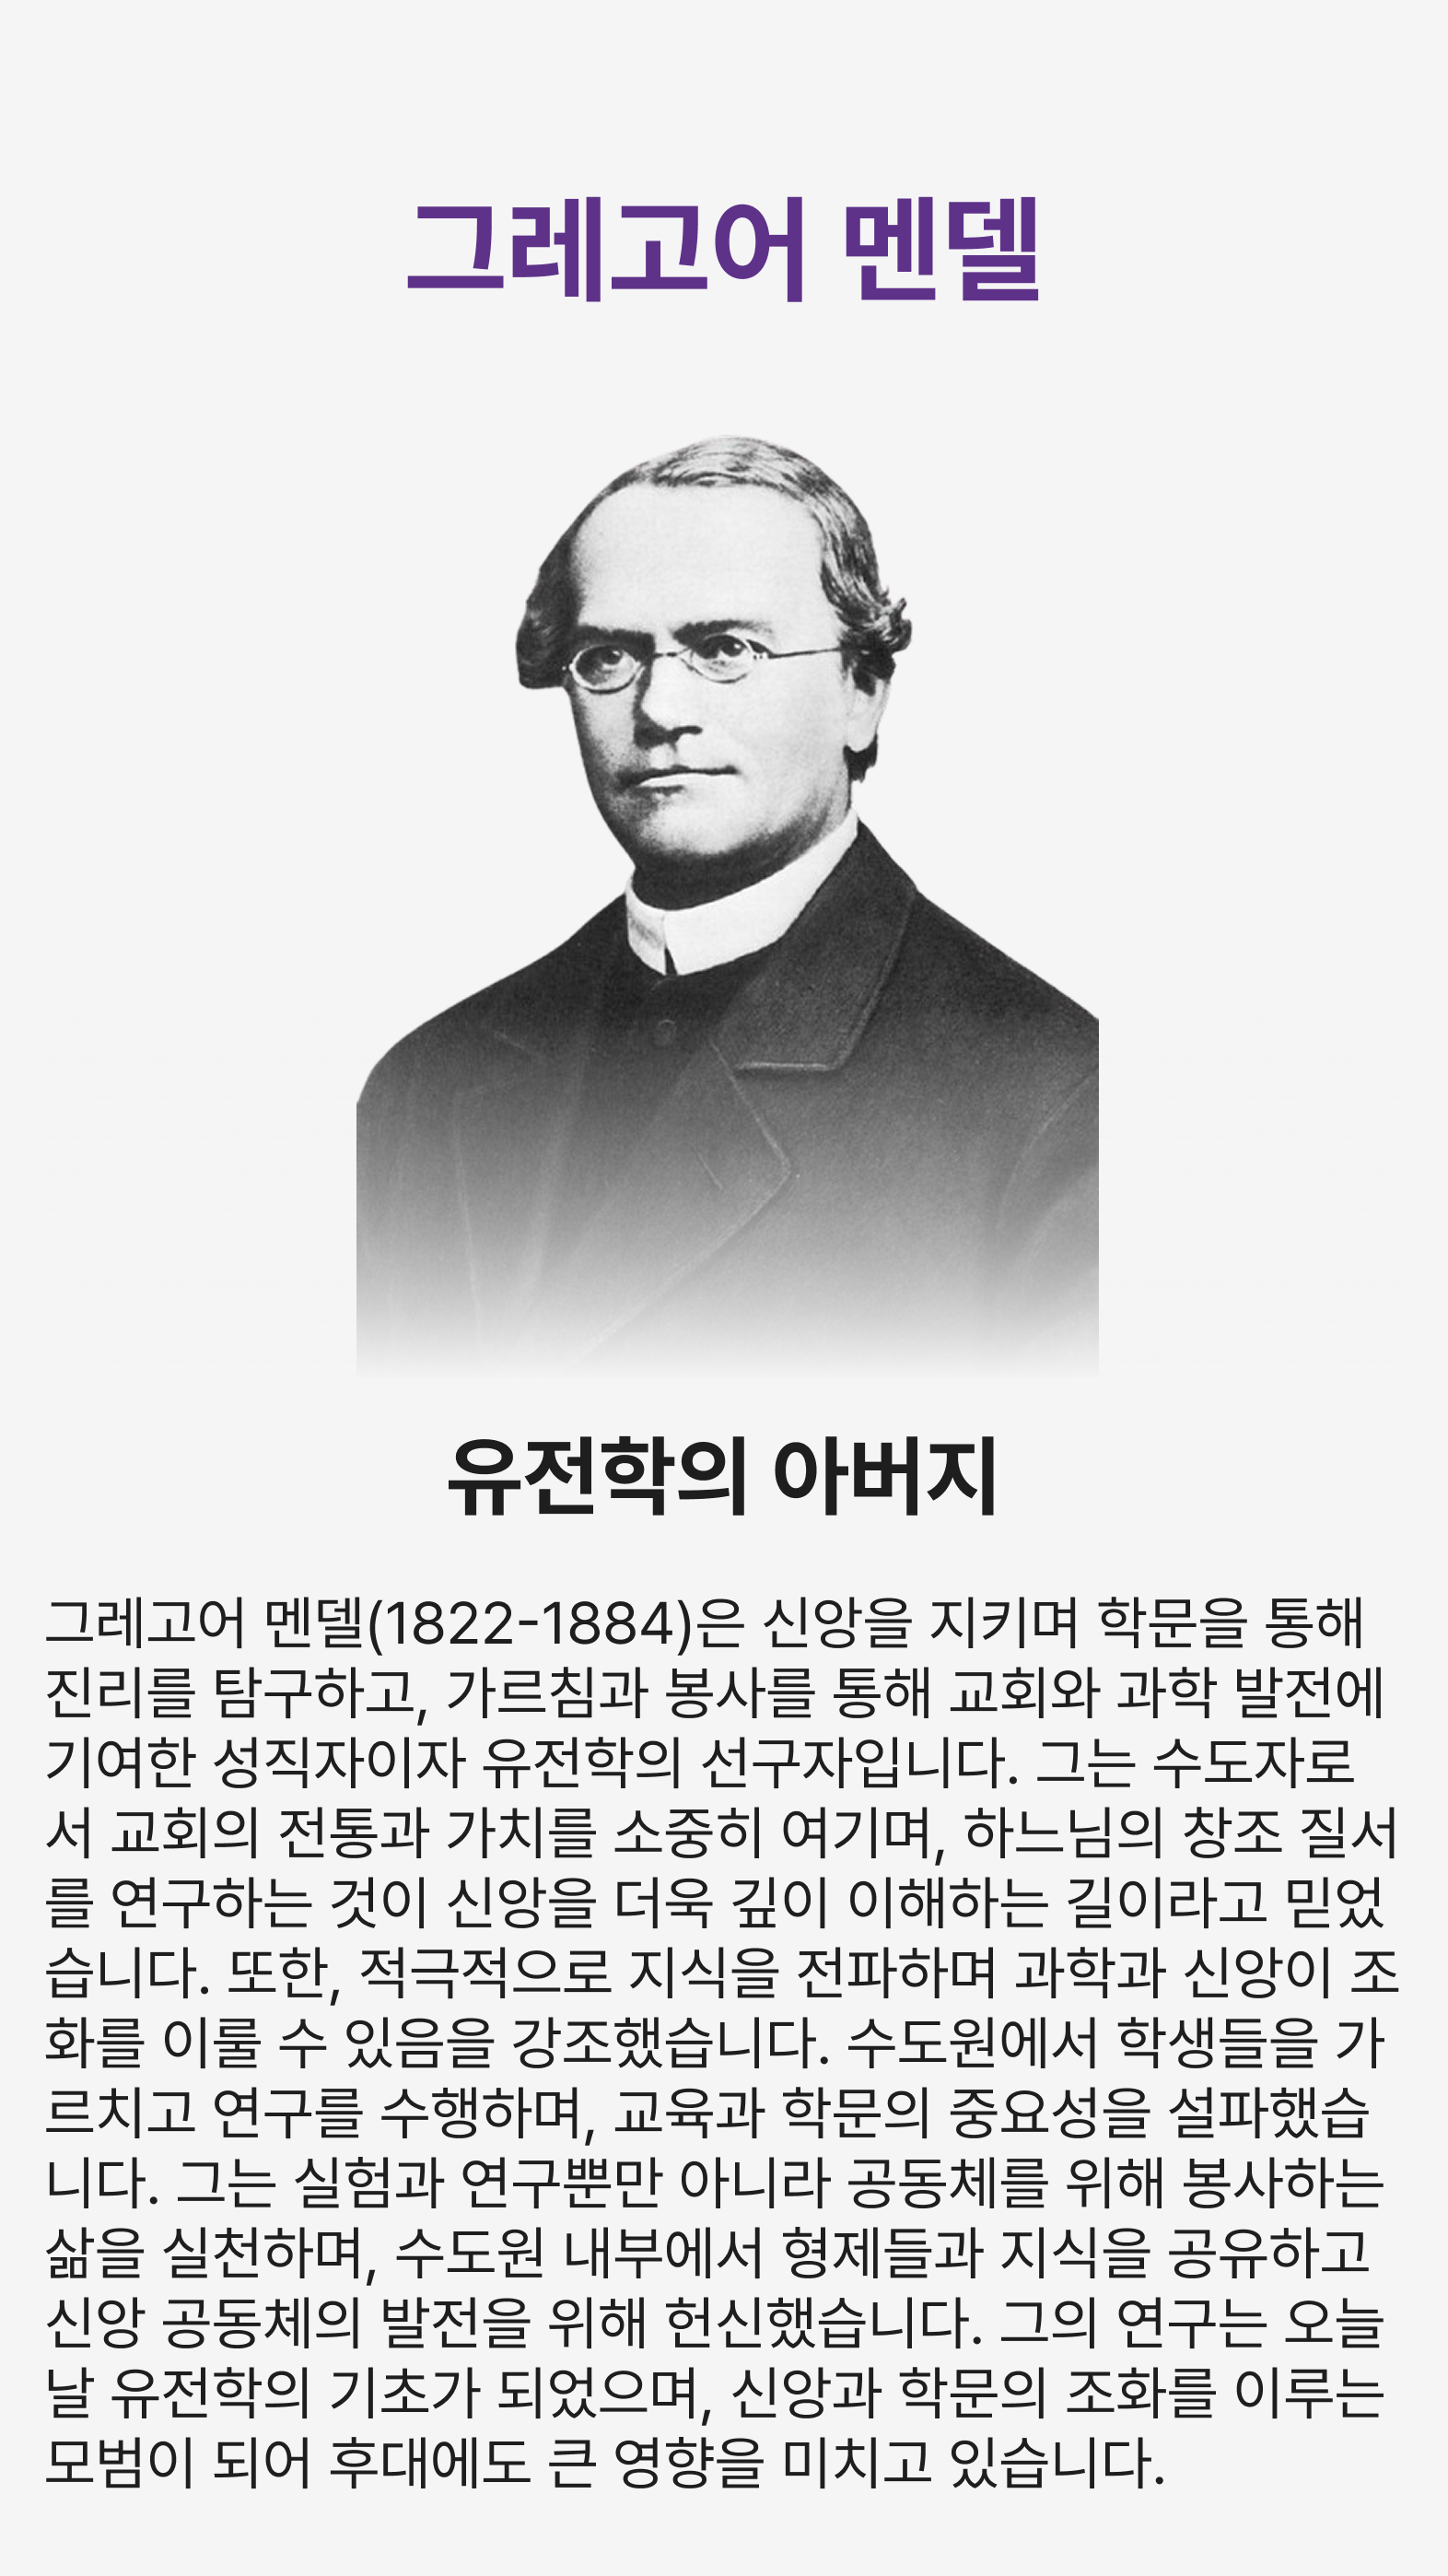 그레고어 멘델
유전학의 아버지
그레고어 멘델(1822-1884)은 신앙을 지키며 학문을 통해
진리를 탐구하고, 가르침과 봉사를 통해 교회와 과학 발전에
기여한 성직자이자 유전학의 선구자입니다. 그는 수도자로
서 교회의 전통과 가치를 소중히 여기며, 하느님의 창조 질서
를 연구하는 것이 신앙을 더욱 깊이 이해하는 길이라고 믿었
습니다. 또한, 적극적으로 지식을 전파하며 과학과 신앙이 조
화를 이룰 수 있음을 강조했습니다. 수도원에서 학생들을 가
르치고 연구를 수행하며, 교육과 학문의 중요성을 설파했습
니다. 그는 실험과 연구뿐만 아니라 공동체를 위해 봉사하는
삶을 실천하며, 수도원 내부에서 형제들과 지식을 공유하고
신앙 공동체의 발전을 위해 헌신했습니다. 그의 연구는 오늘
날 유전학의 기초가 되었으며, 신앙과 학문의 조화를 이루는
모범이 되어 후대에도 큰 영향을 미치고 있습니다.